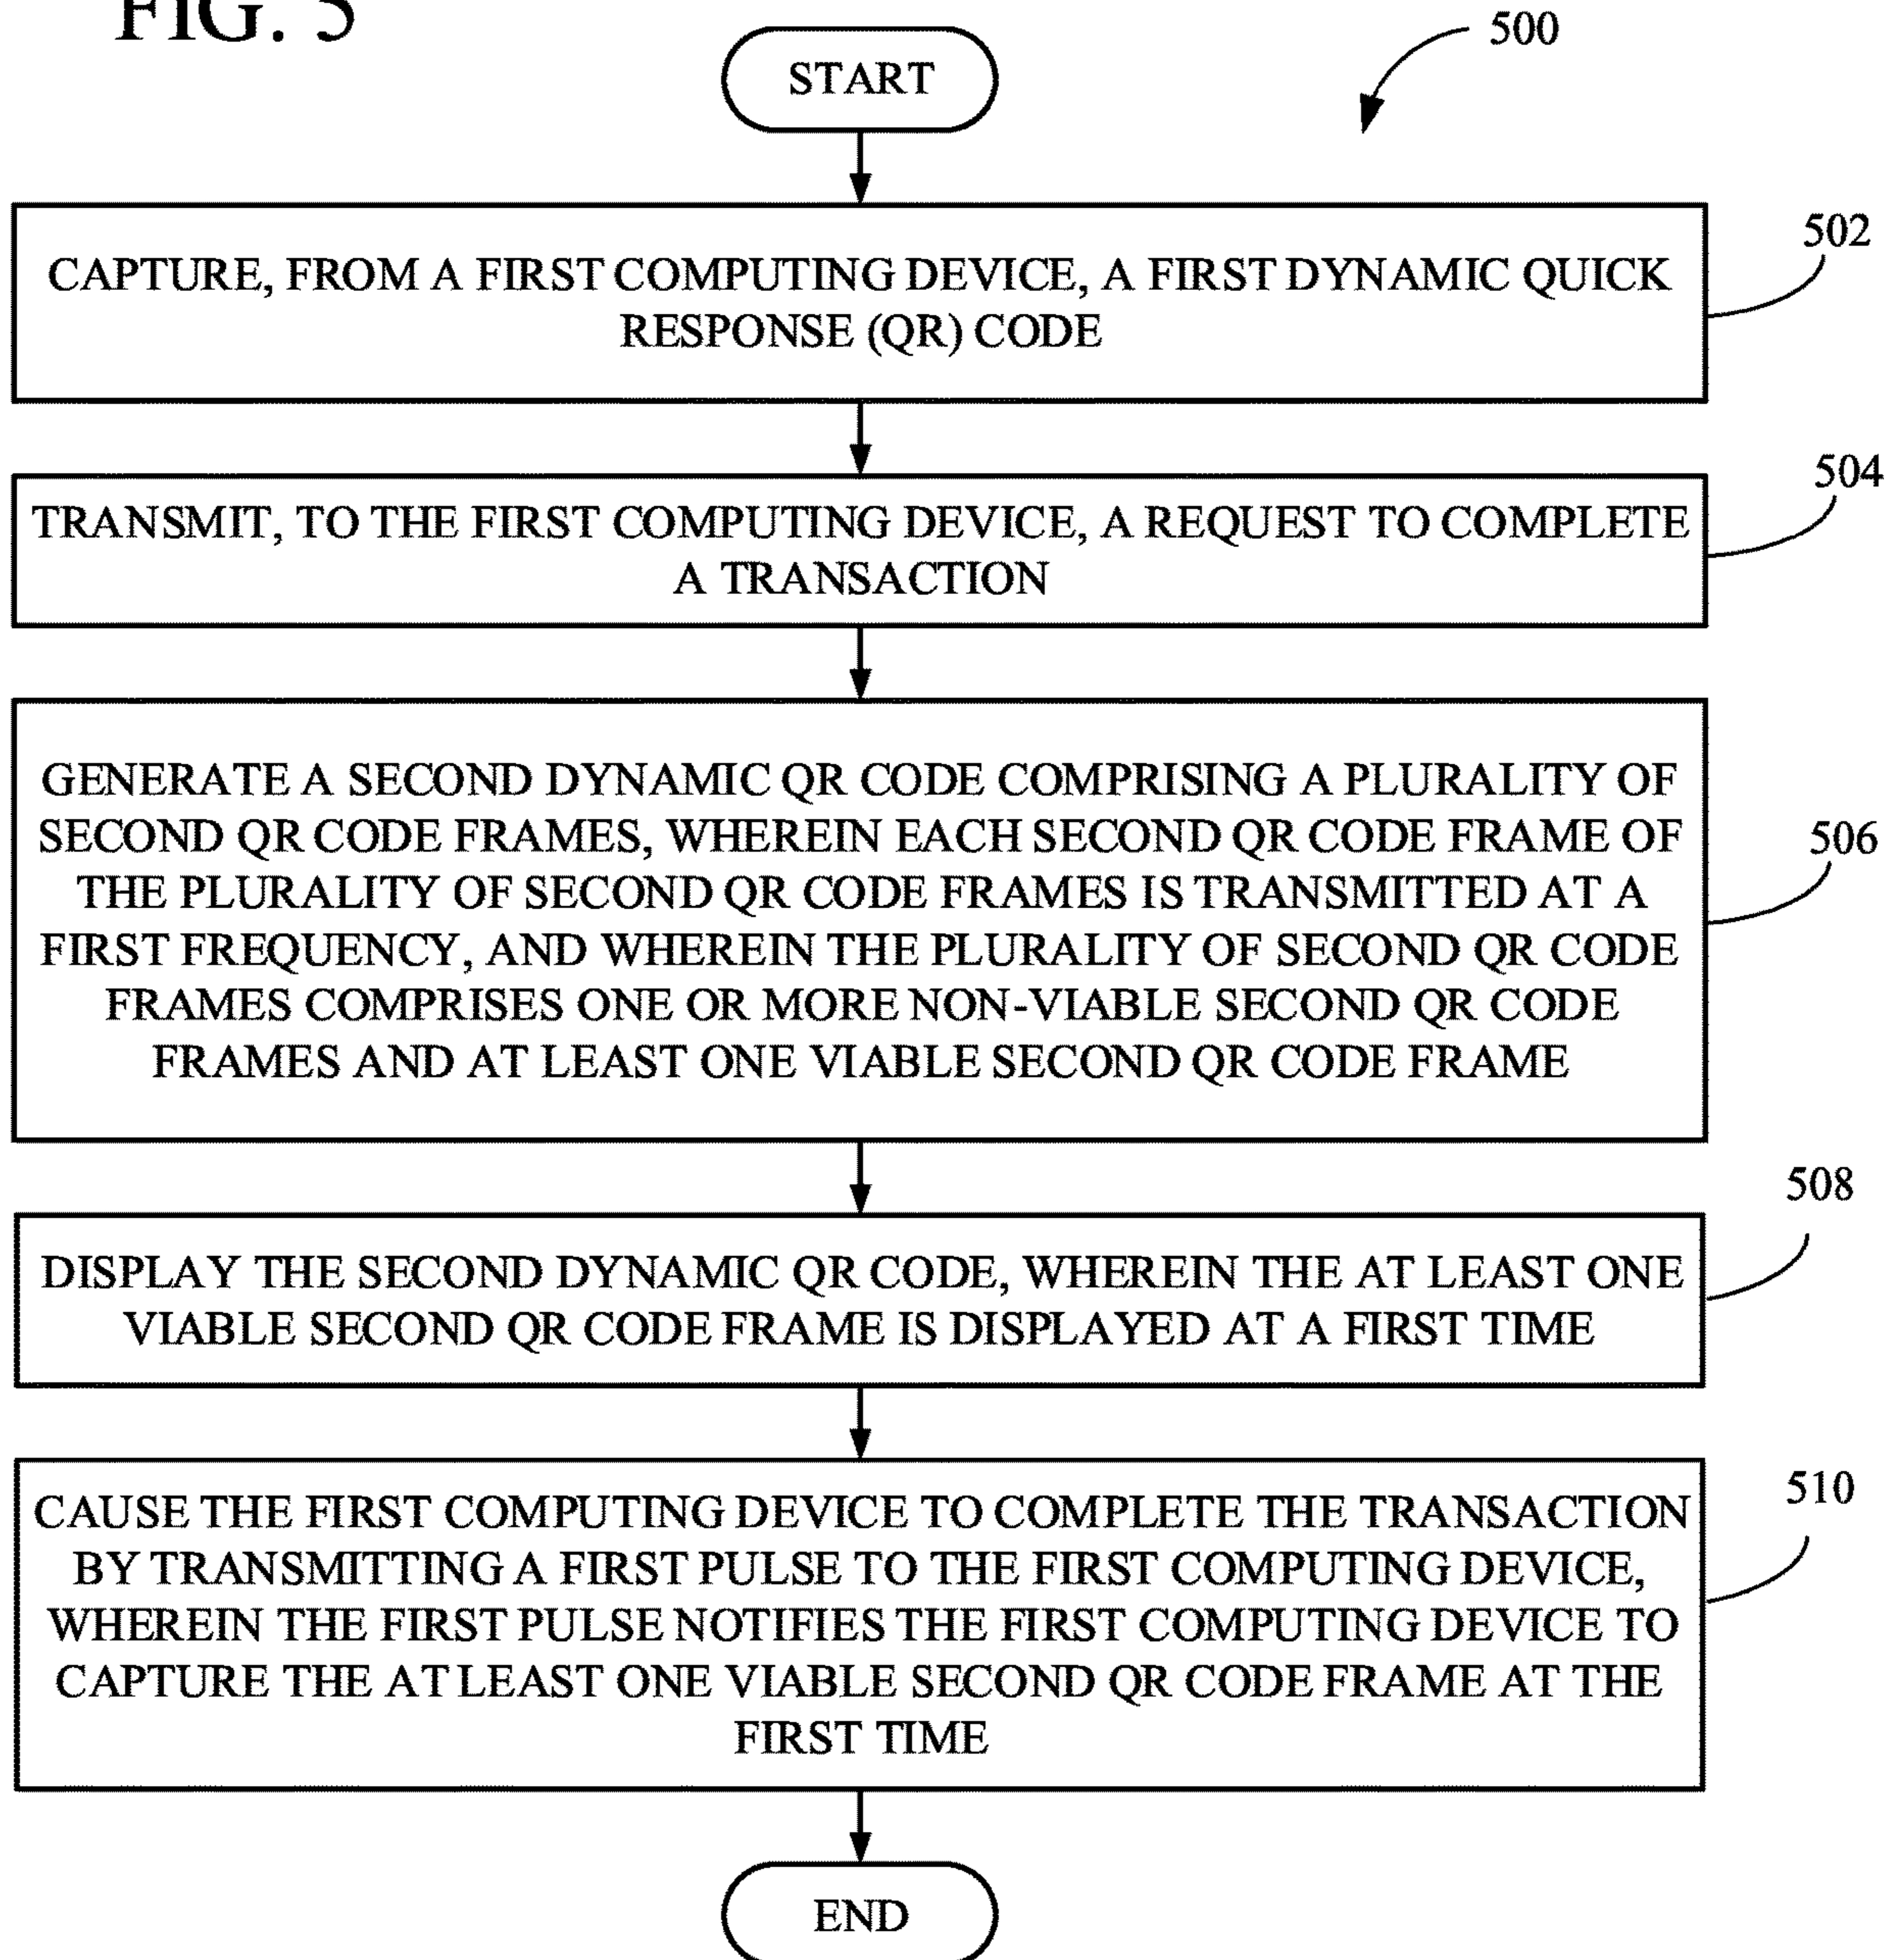 FIG. 5
500
START
502
CAPTURE, FROM A FIRST COMPUTING DEVICE, A FIRST DYNAMIC QUICK
RESPONSE (QR) CODE
504
TRANSMIT, TO THE FIRST COMPUTING DEVICE, A REQUEST TO COMPLETE
A TRANSACTION
GENERATE A SECOND DYNAMIC QR CODE COMPRISING A PLURALITY OF
SECOND QR CODE FRAMES, WHEREIN EACH SECOND QR CODE FRAME OF
506
THE PLURALITY OF SECOND QR CODE FRAMES IS TRANSMITTED AT A
FIRST FREQUENCY, AND WHEREIN THE PLURALITY OF SECOND QR CODE
FRAMES COMPRISES ONE OR MORE NON-VIABLE SECOND QR CODE
FRAMES AND AT LEAST ONE VIABLE SECOND QR CODE FRAME
508
DISPLAY THE SECOND DYNAMIC QR CODE, WHEREIN THE AT LEAST ONE
VIABLE SECOND QR CODE FRAME IS DISPLAYED AT A FIRST TIME
510
CAUSE THE FIRST COMPUTING DEVICE TO COMPLETE THE TRANSACTION
BY TRANSMITTING A FIRST PULSE TO THE FIRST COMPUTING DEVICE,
WHEREIN THE FIRST PULSE NOTIFIES THE FIRST COMPUTING DEVICE TO
CAPTURE THE AT LEAST ONE VIABLE SECOND QR CODE FRAME AT THE
FIRST TIME
END